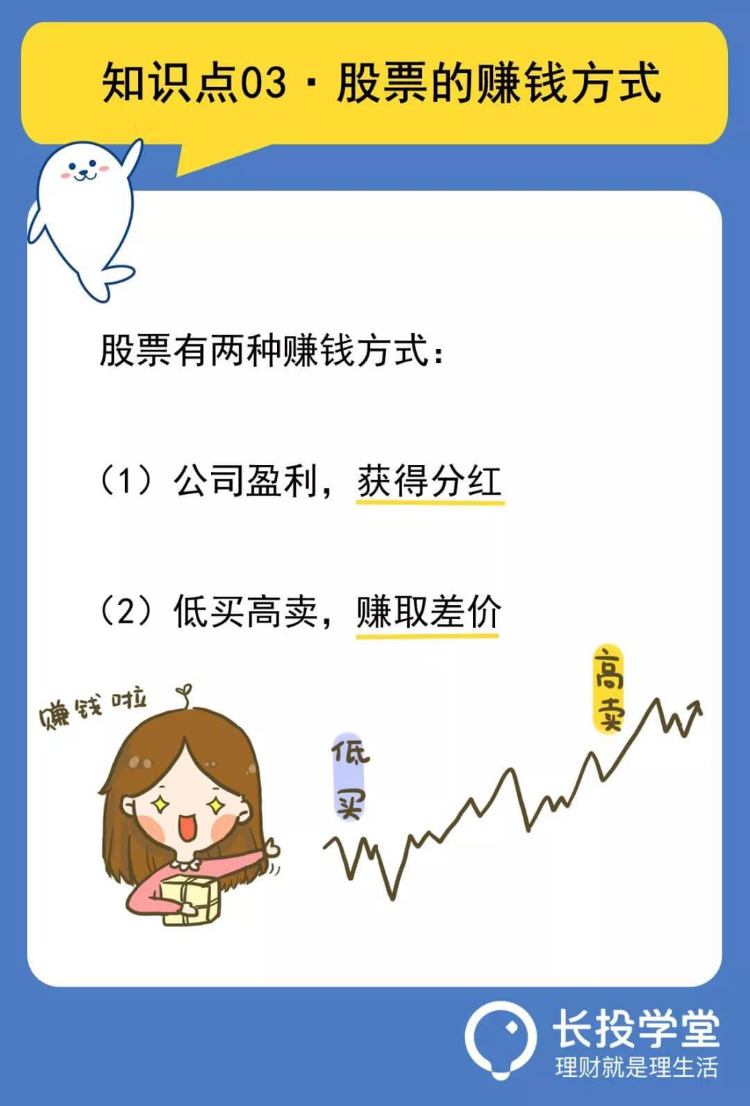 知识点03·股票的赚钱方式
股票有两种赚钱方式：
（1）公司盈利，获得分红
（2）低买高卖，赚取差价
高卖
赚钱啦
低买
长投学堂
理财就是理生活